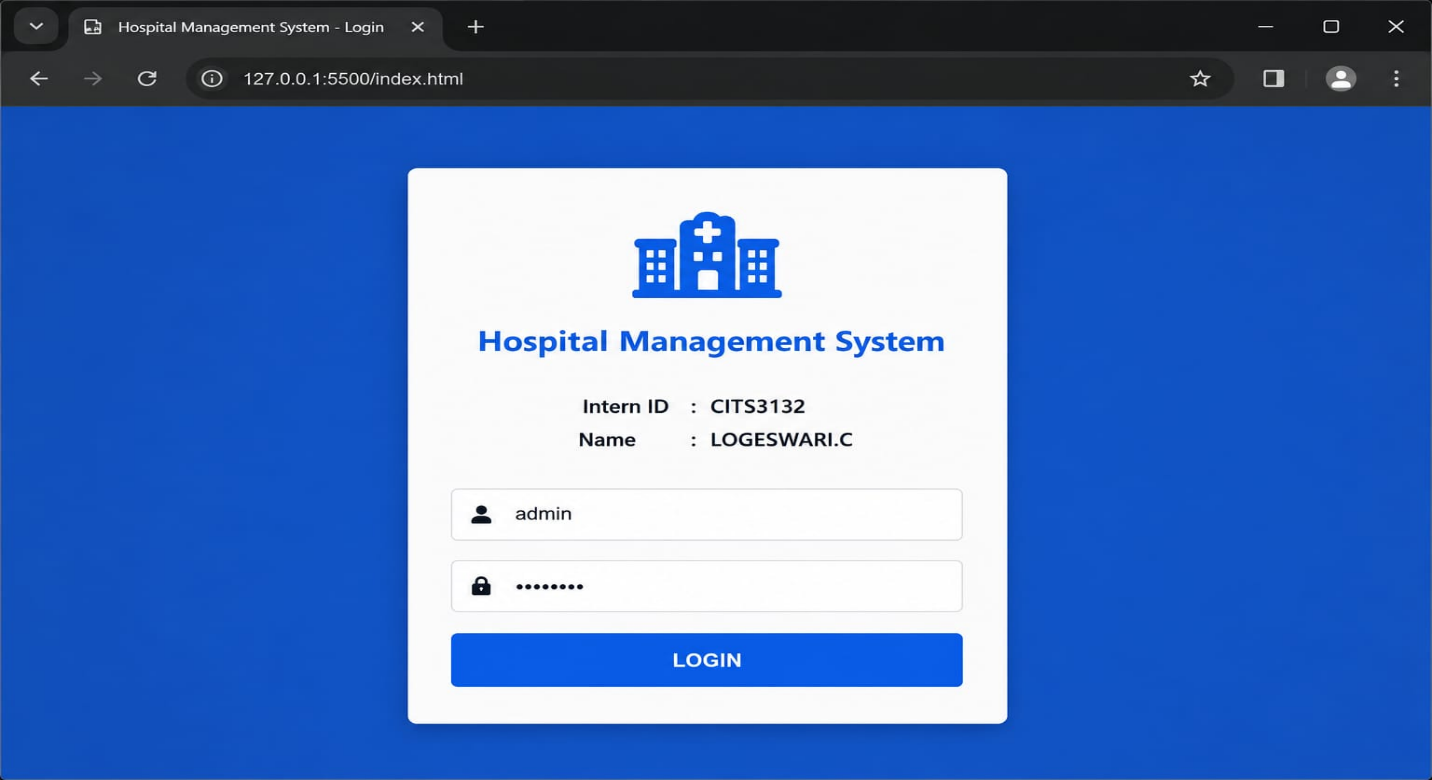 Hospital Management System - Login
127.0.0.1:5500/index.html
Hospital Management System
Intern ID : CITS3132
Name : LOGESWARI.C
admin
••••••••
LOGIN